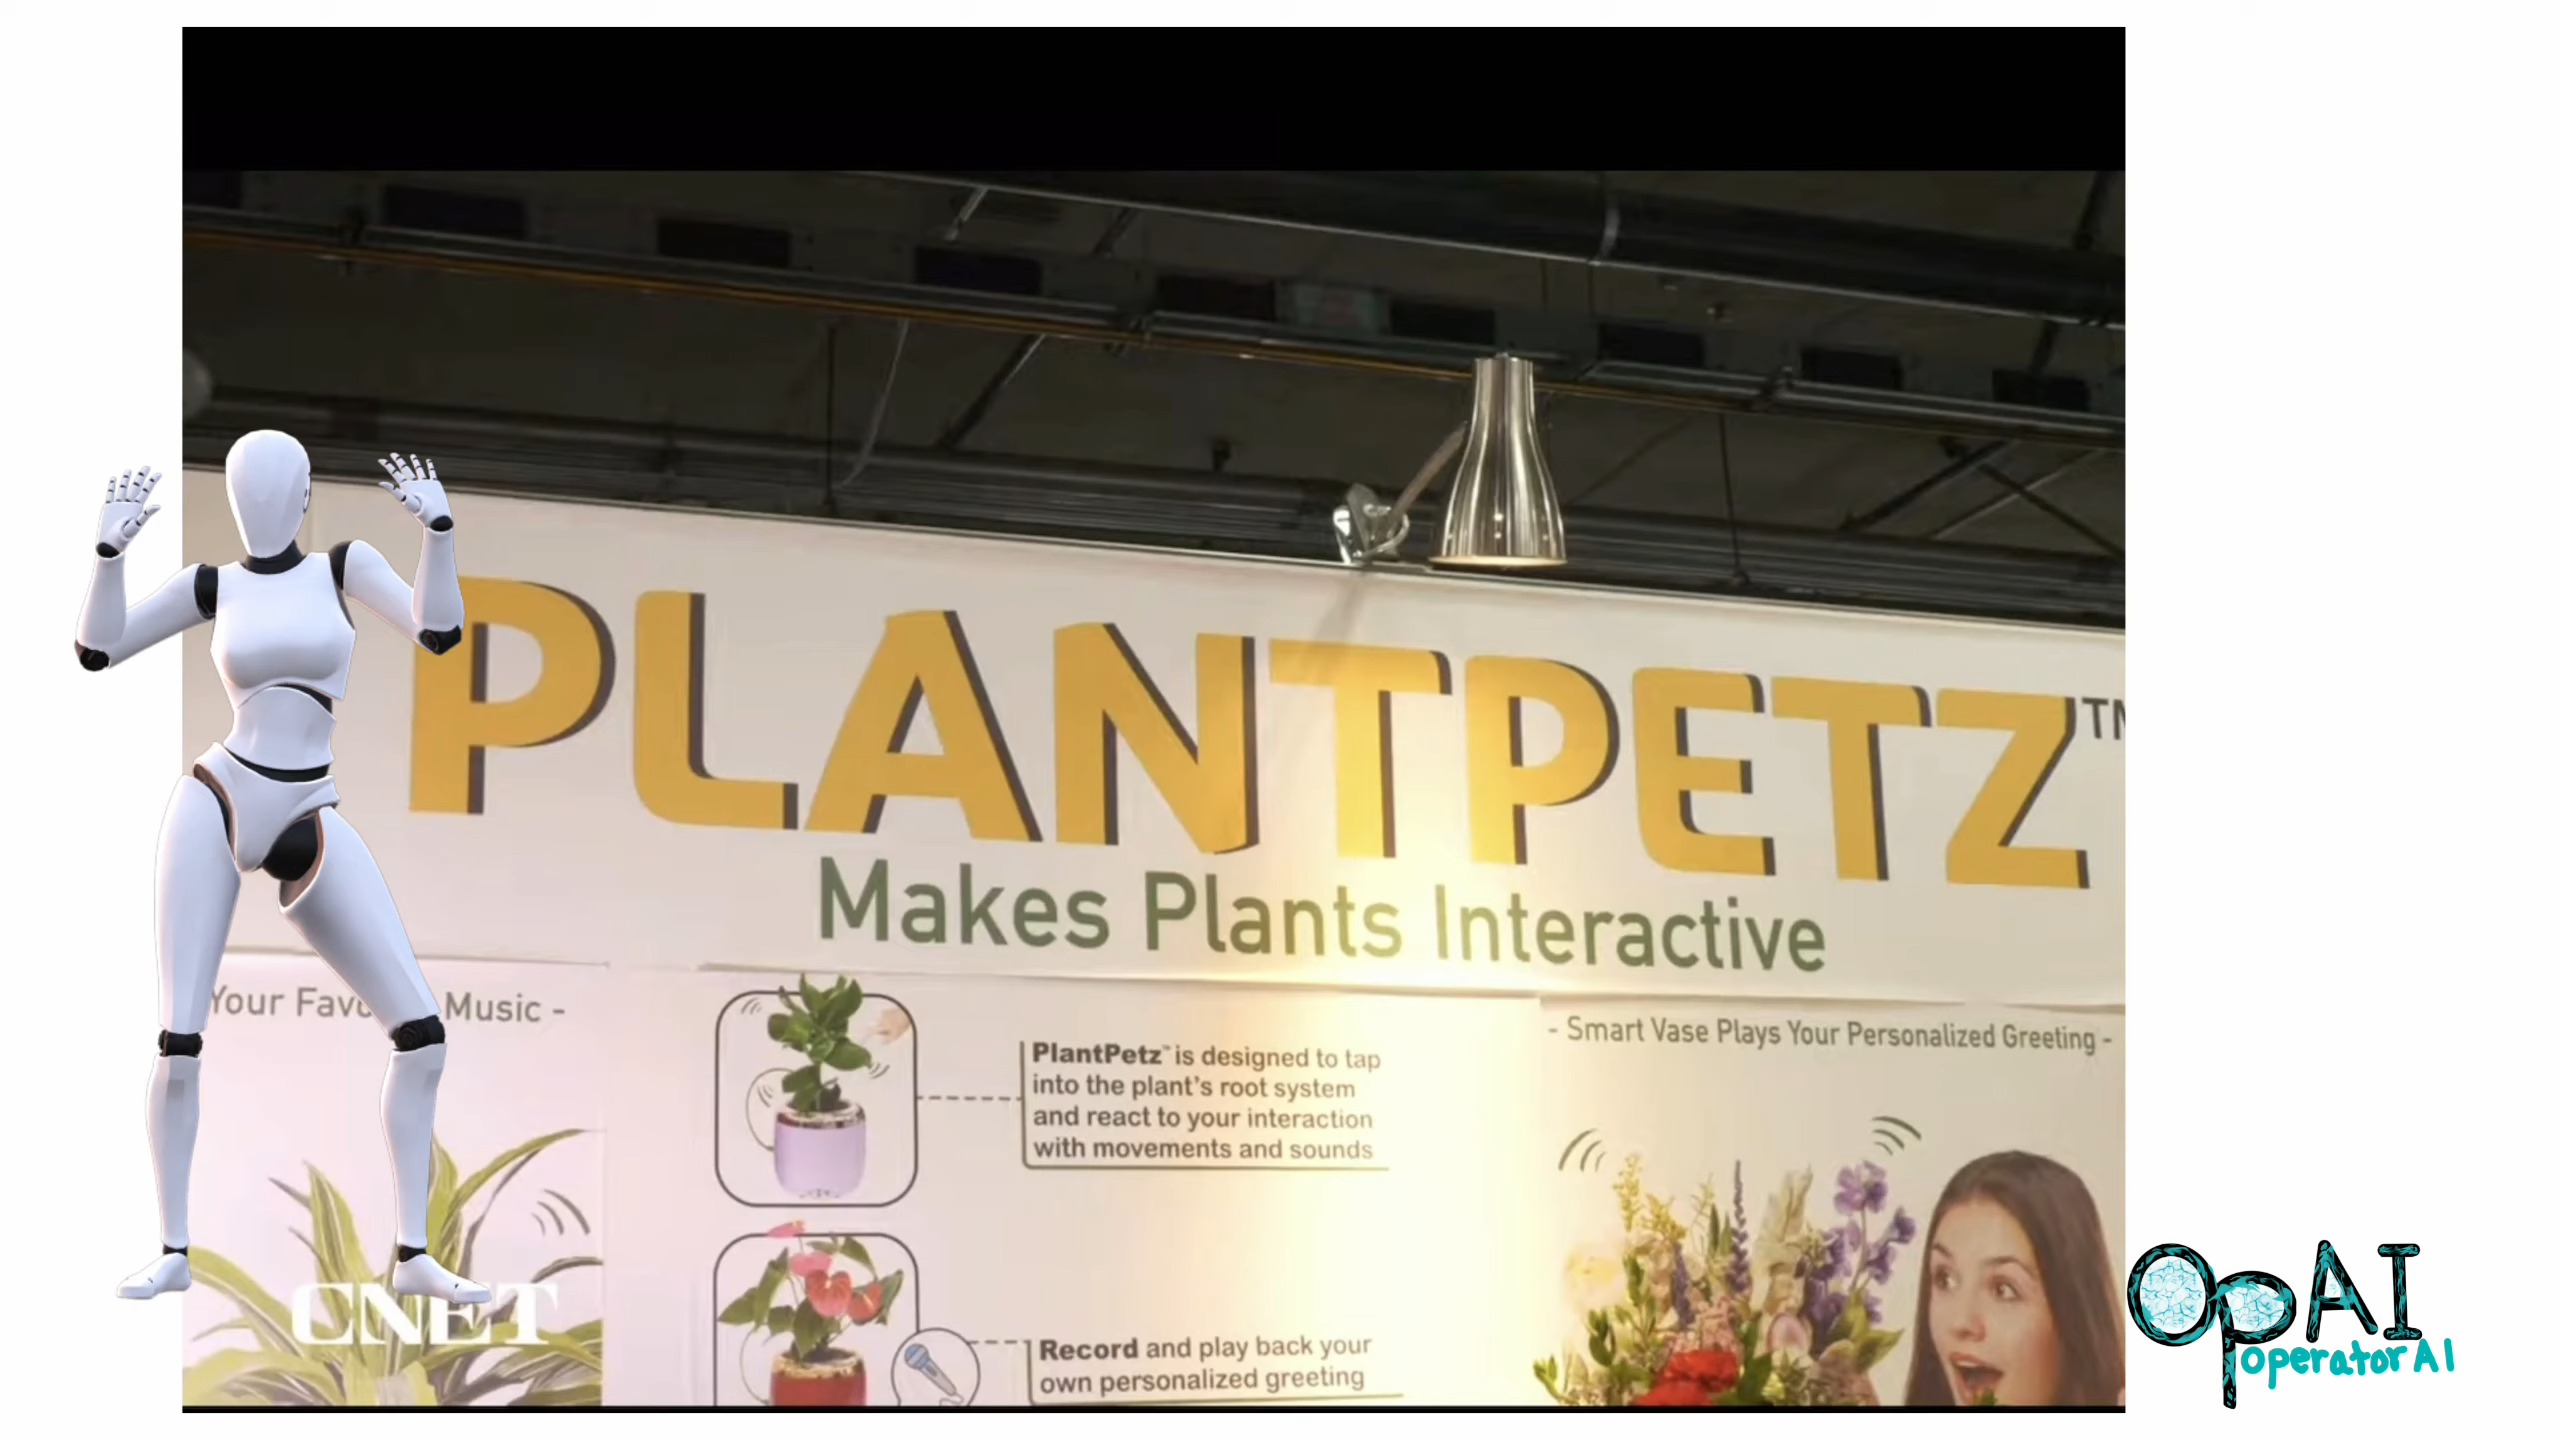 PLANTPETZ
Makes Plants Interactive
Your Music -
PlantPetz™ is designed to tap
into the plant's root system
and react to your interaction
with movements and sounds
- Smart Vase Plays Your Personalized Greeting -
CNET
Record and play back your
own personalized greeting
OpAI
operator AI